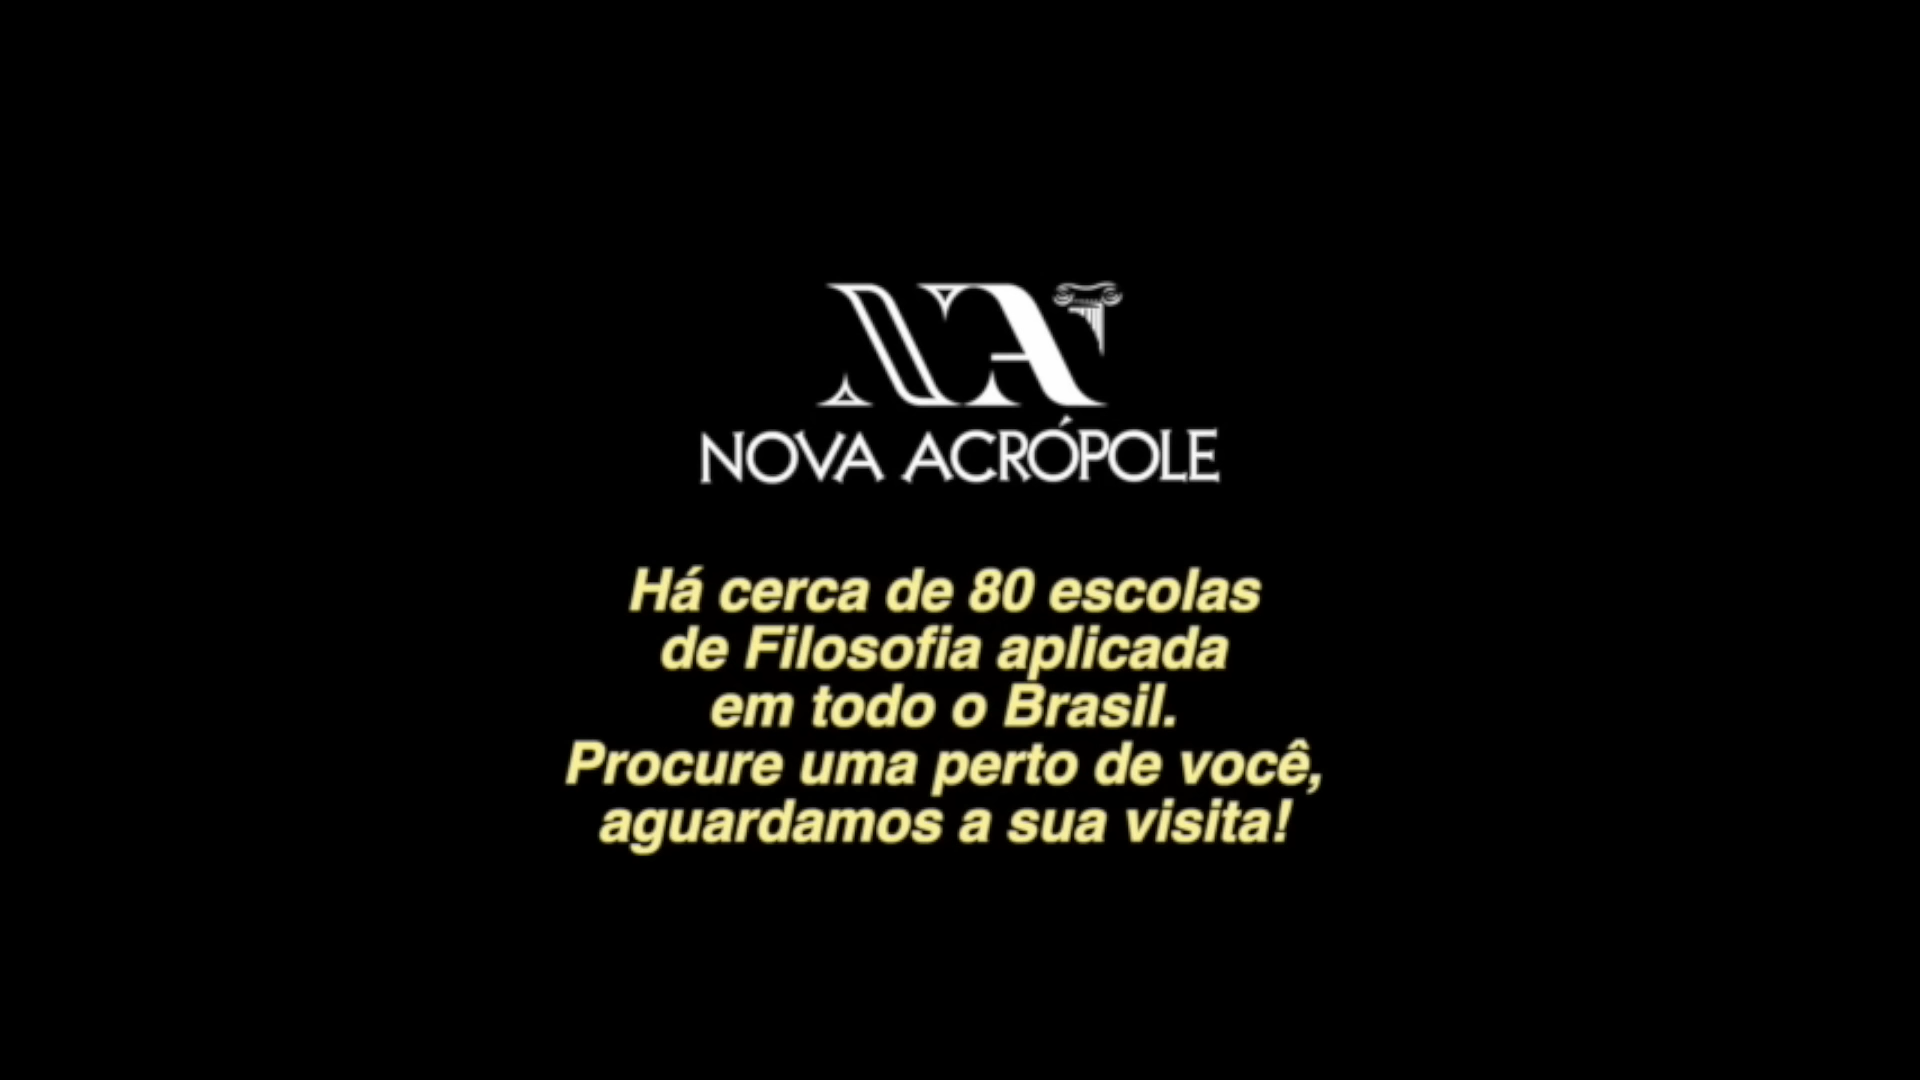 NA
NOVA ACRÓPOLE
Há cerca de 80 escolas
de Filosofia aplicada
em todo o Brasil.
Procure uma perto de você,
aguardamos a sua visita!